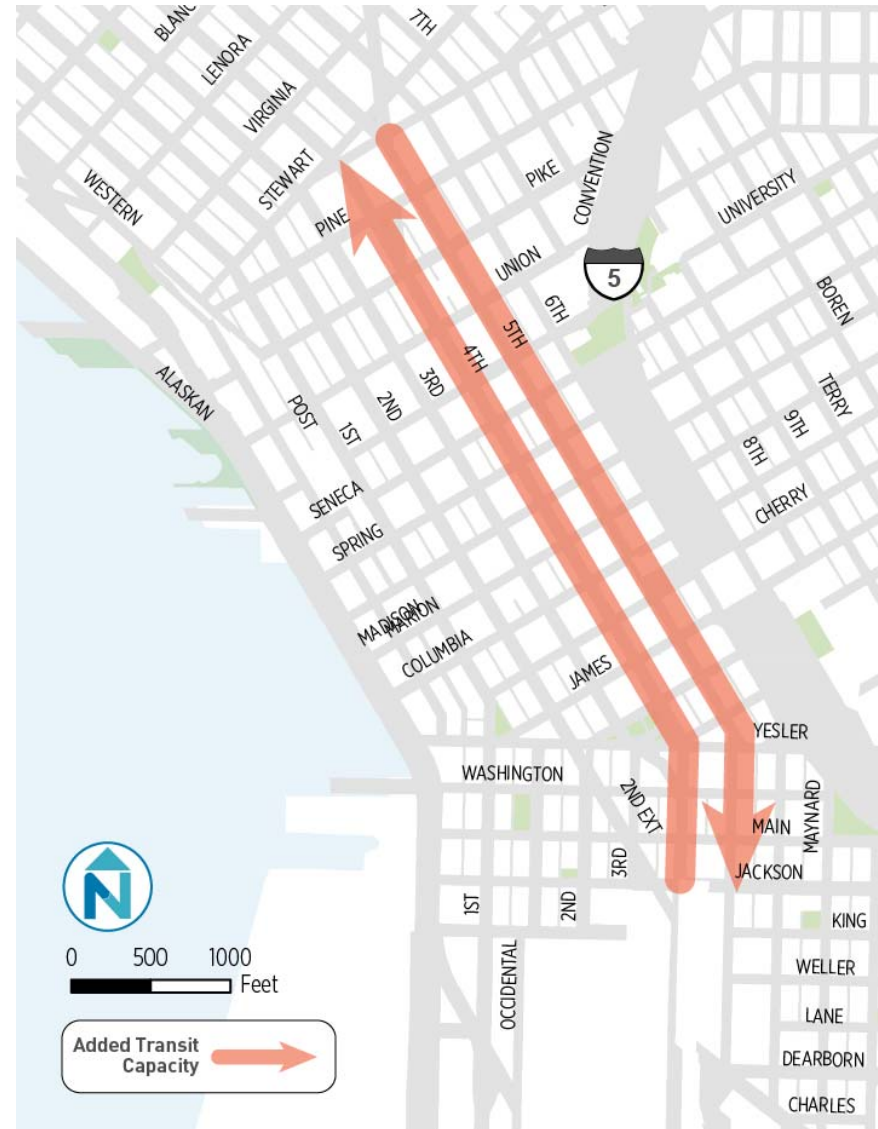 BLANC
7TH
LENORA
VIRGINIA
STEWART
WESTERN
PINE
PIKE
CONVENTION
UNIVERSITY
UNION
5
6TH
5TH
4TH
3RD
2ND
1ST
POST
ALASKAN
BOREN
TERRY
9TH
8TH
CHERRY
SENECA
SPRING
MADISON
MARION
COLUMBIA
JAMES
YESLER
WASHINGTON
2ND EXT
MAIN
MAYNARD
3RD
JACKSON
1ST
2ND
KING
OCCIDENTAL
WELLER
LANE
DEARBORN
CHARLES
N
0 500 1000
Feet
Added Transit
Capacity